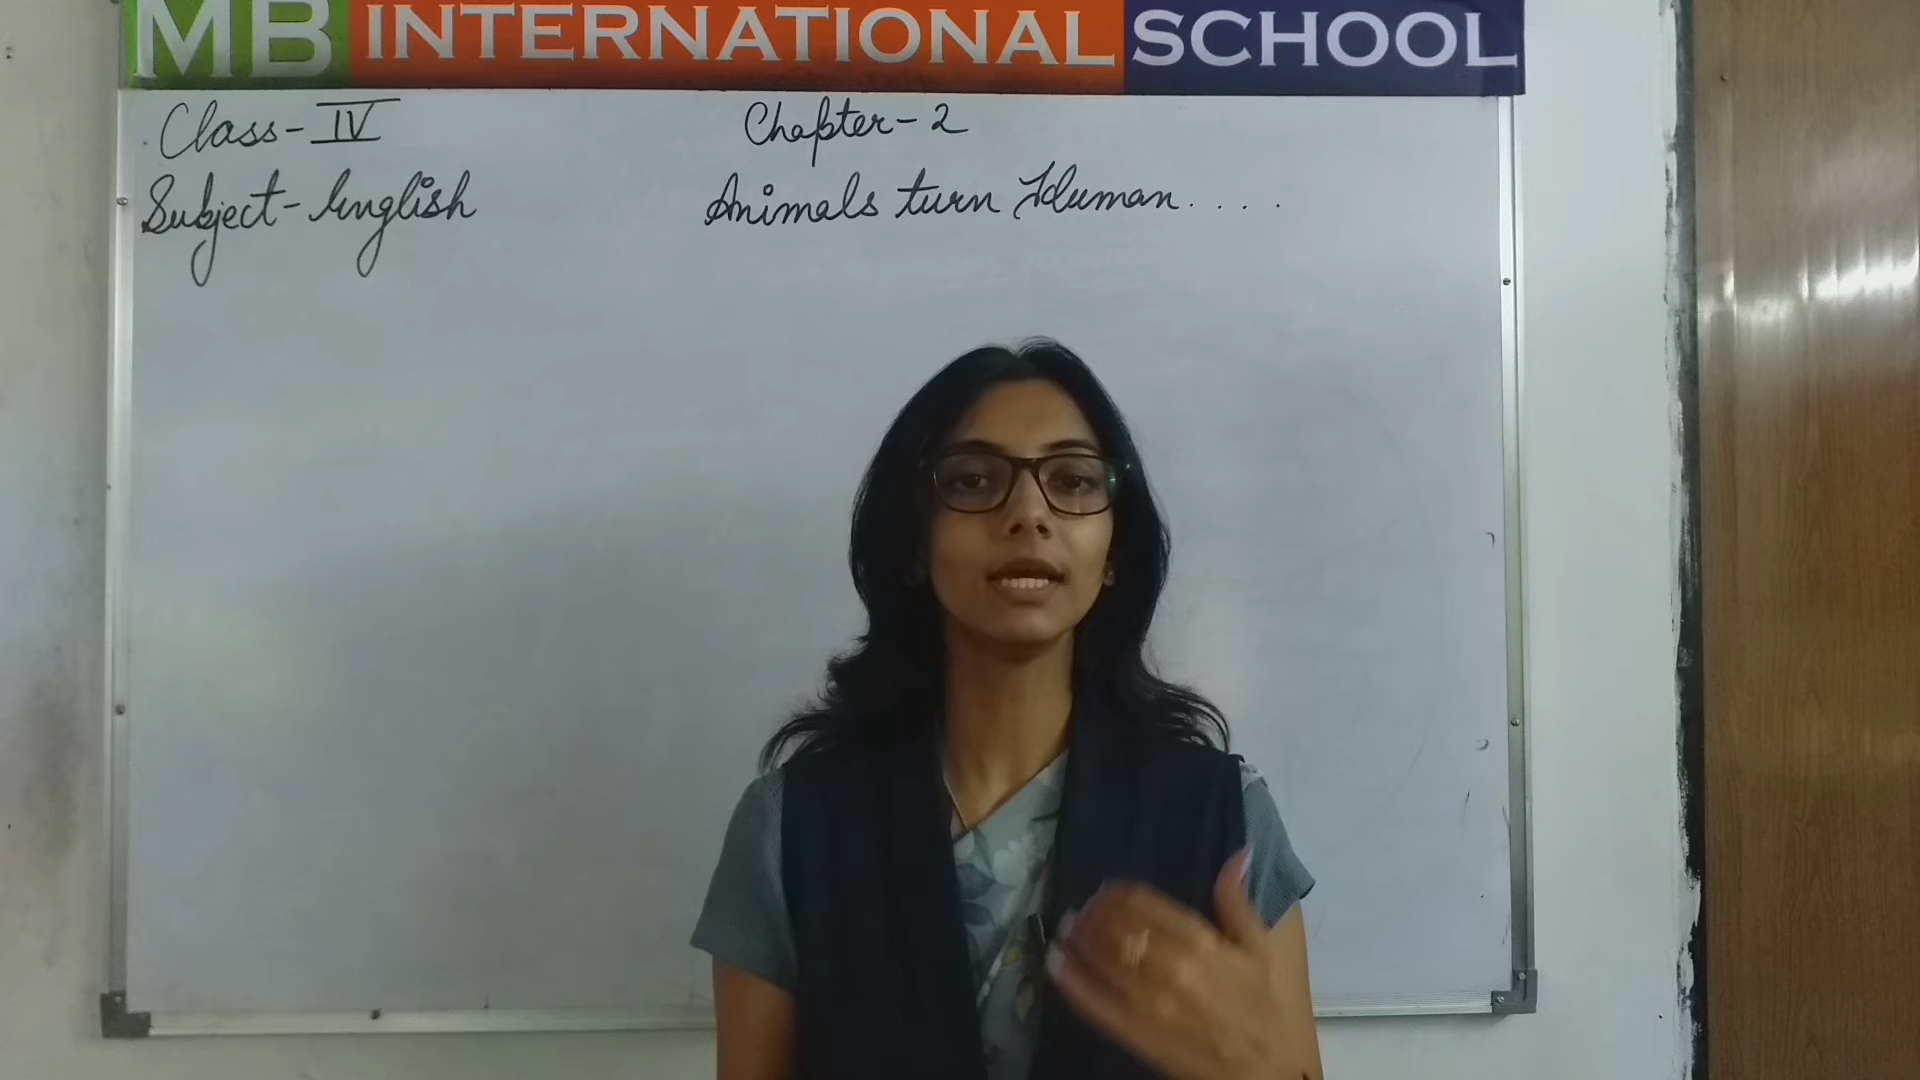 MB INTERNATIONAL SCHOOL
Class-IV
Chapter-2
Subject-English
Animals turn Human....